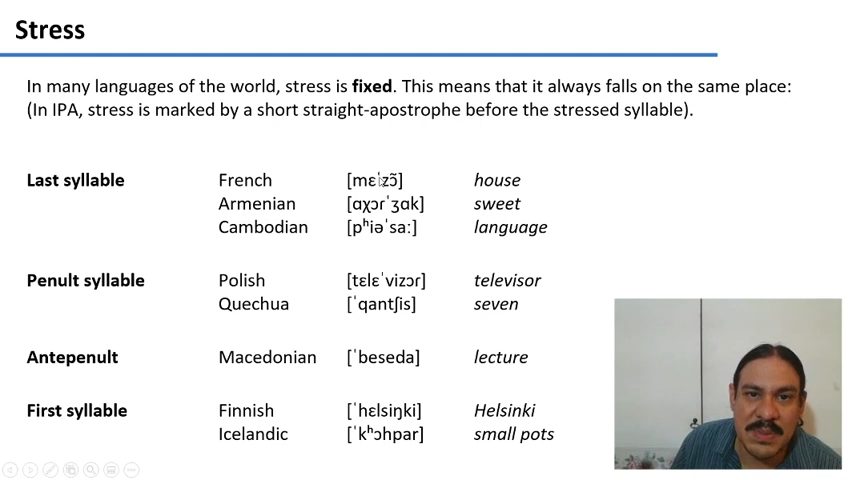 Stress
In many languages of the world, stress is fixed. This means that it always falls on the same place:
(In IPA, stress is marked by a short straight-apostrophe before the stressed syllable).
Last syllable French [mɛˈzɔ̃] house
Armenian [ɑχɔɾˈʒɑk] sweet
Cambodian [pʰiəˈsaː] language
Penult syllable Polish [tɛlɛˈvizɔɾ] televisor
Quechua [ˈqantʃis] seven
Antepenult Macedonian [ˈbeseda] lecture
First syllable Finnish [ˈhɛlsiŋki] Helsinki
Icelandic [ˈkʰɔhpar] small pots